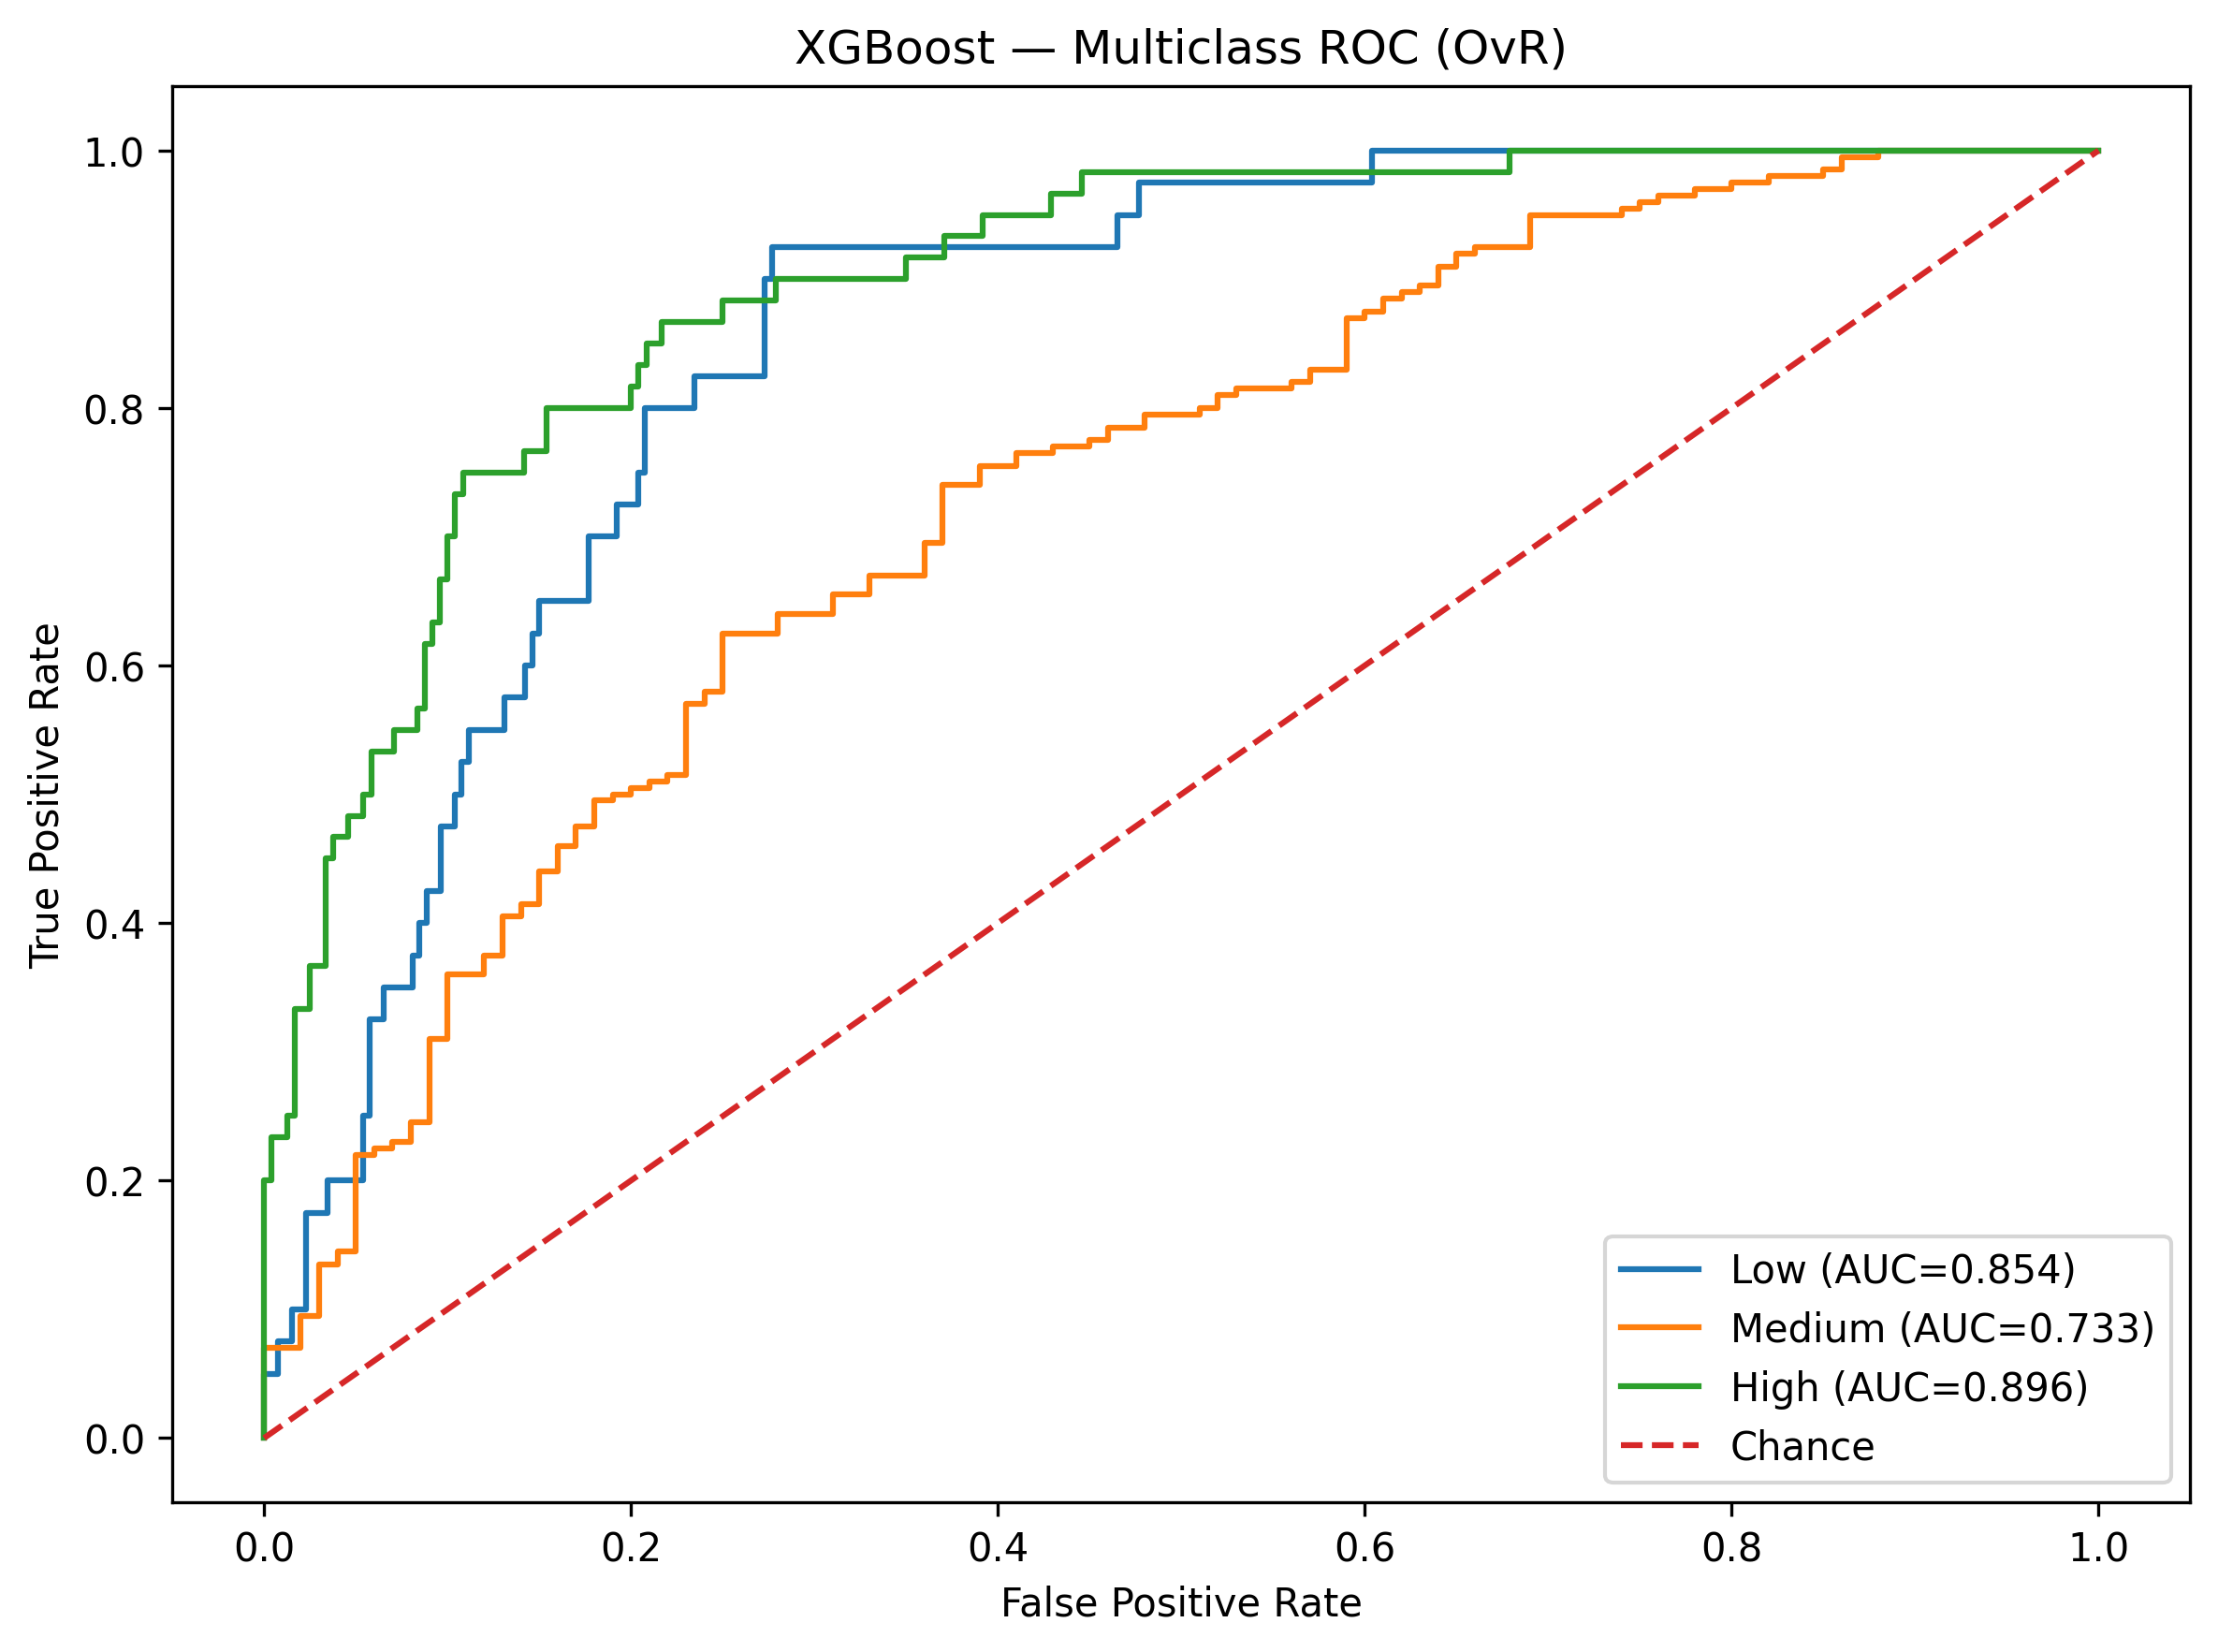 XGBoost — Multiclass ROC (OvR)
True Positive Rate
1.0
0.8
0.6
0.4
0.2
0.0
0.0 0.2 0.4 0.6 0.8 1.0
False Positive Rate
Low (AUC=0.854)
Medium (AUC=0.733)
High (AUC=0.896)
Chance